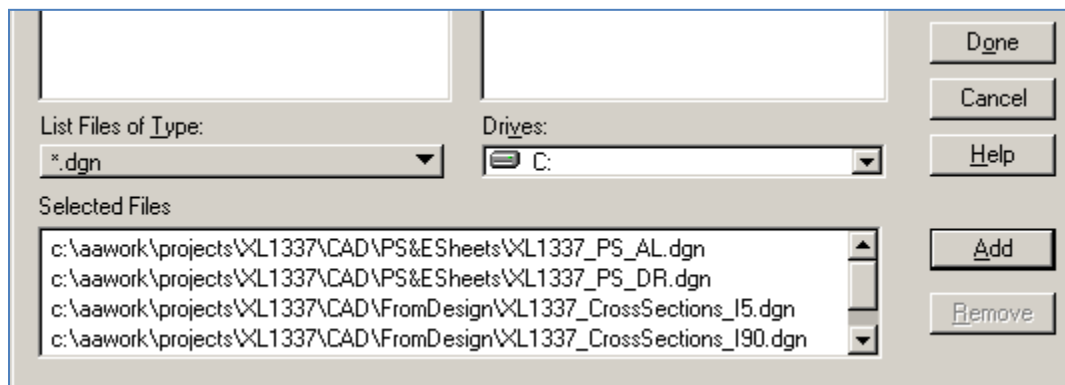 Done
Cancel
List Files of Type:
Drives:
*.dgn
C:
Help
Selected Files
c:\aawork\projects\XL1337\CAD\PS&ESheets\XL1337_PS_AL.dgn
c:\aawork\projects\XL1337\CAD\PS&ESheets\XL1337_PS_DR.dgn
c:\aawork\projects\XL1337\CAD\FromDesign\XL1337_CrossSections_I5.dgn
c:\aawork\projects\XL1337\CAD\FromDesign\XL1337_CrossSections_I90.dgn
Add
Remove